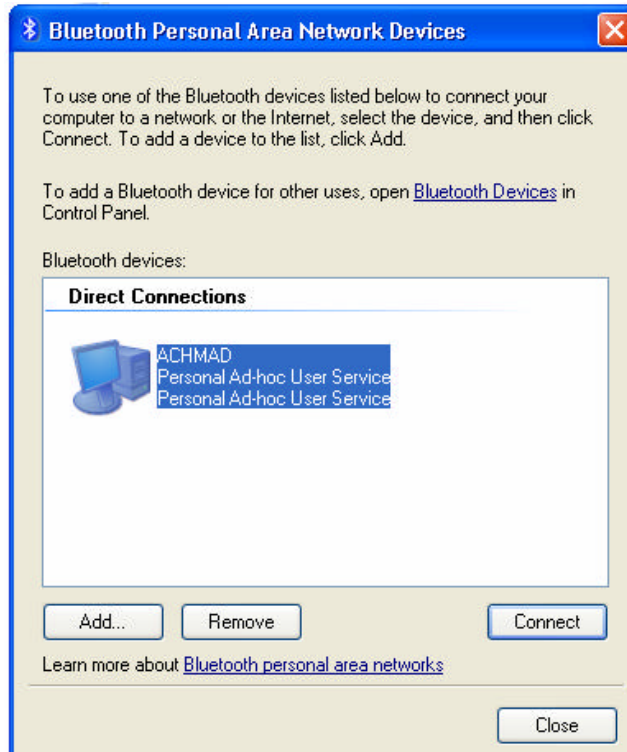 Bluetooth Personal Area Network Devices
To use one of the Bluetooth devices listed below to connect your
computer to a network or the Internet, select the device, and then click
Connect. To add a device to the list, click Add.
To add a Bluetooth device for other uses, open Bluetooth Devices in
Control Panel.
Bluetooth devices:
Direct Connections
ACHMAD
Personal Ad-hoc User Service
Personal Ad-hoc User Service
Add... Remove Connect
Learn more about Bluetooth personal area networks
Close